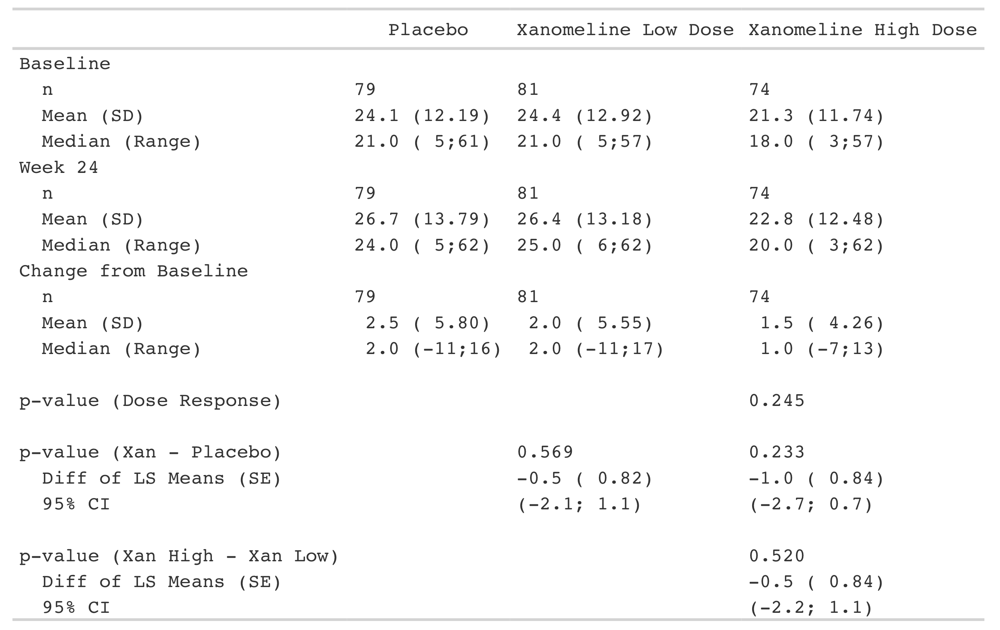 Placebo Xanomeline Low Dose Xanomeline High Dose
Baseline
n 79 81 74
Mean (SD) 24.1 (12.19) 24.4 (12.92) 21.3 (11.74)
Median (Range) 21.0 ( 5;61) 21.0 ( 5;57) 18.0 ( 3;57)
Week 24
n 79 81 74
Mean (SD) 26.7 (13.79) 26.4 (13.18) 22.8 (12.48)
Median (Range) 24.0 ( 5;62) 25.0 ( 6;62) 20.0 ( 3;62)
Change from Baseline
n 79 81 74
Mean (SD) 2.5 ( 5.80) 2.0 ( 5.55) 1.5 ( 4.26)
Median (Range) 2.0 (-11;16) 2.0 (-11;17) 1.0 (-7;13)
p-value (Dose Response) 0.245
p-value (Xan - Placebo) 0.569 0.233
Diff of LS Means (SE) -0.5 ( 0.82) -1.0 ( 0.84)
95% CI (-2.1; 1.1) (-2.7; 0.7)
p-value (Xan High - Xan Low) 0.520
Diff of LS Means (SE) -0.5 ( 0.84)
95% CI (-2.2; 1.1)